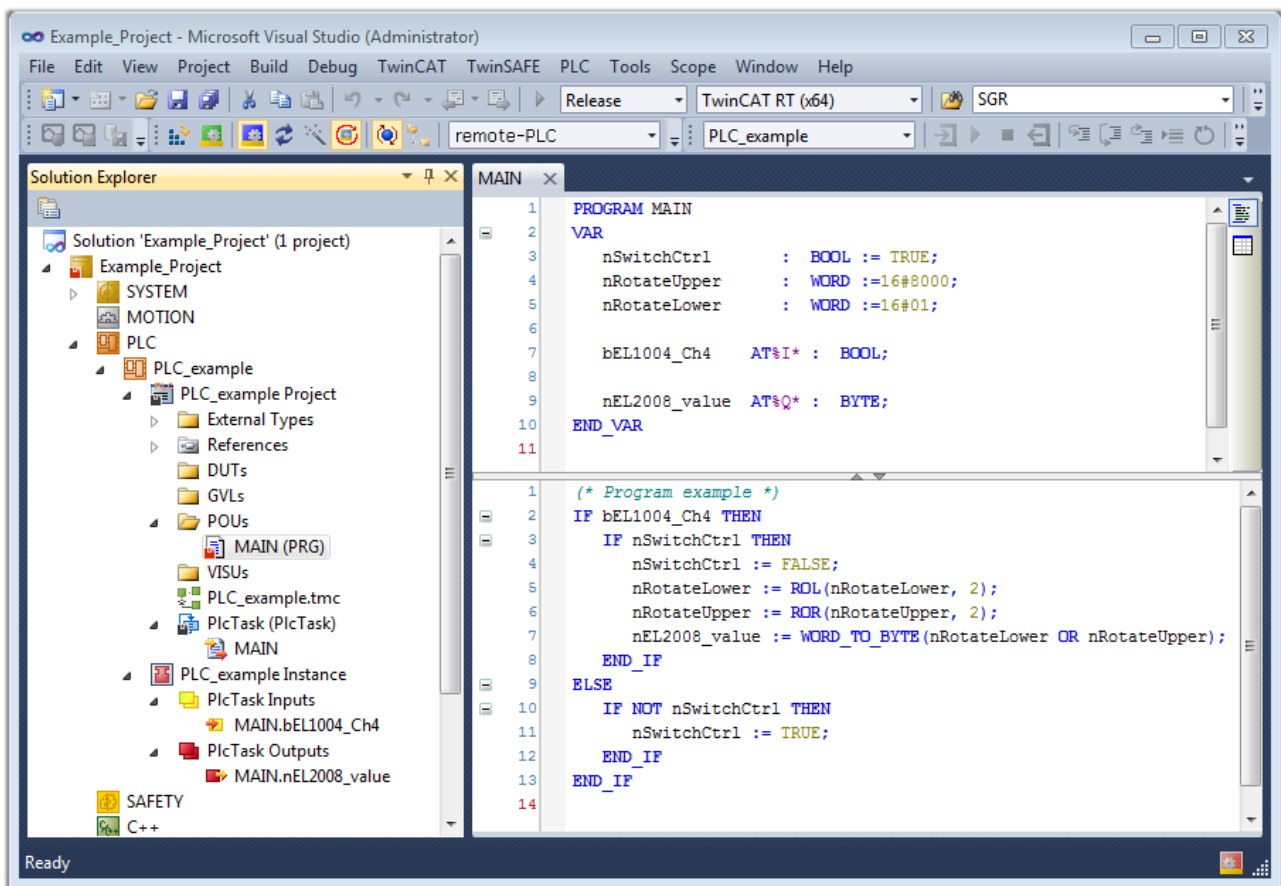 Example_Project - Microsoft Visual Studio (Administrator)
File Edit View Project Build Debug TwinCAT TwinSAFE PLC Tools Scope Window Help
Release TwinCAT RT (x64) SGR
remote-PLC PLC_example
Solution Explorer
Solution 'Example_Project' (1 project)
Example_Project
SYSTEM
MOTION
PLC
PLC_example
PLC_example Project
External Types
References
DUTs
GVLs
POUs
MAIN (PRG)
VISUs
PLC_example.tmc
PlcTask (PlcTask)
MAIN
PLC_example Instance
PlcTask Inputs
MAIN.bEL1004_Ch4
PlcTask Outputs
MAIN.nEL2008_value
SAFETY
C++
MAIN
1 PROGRAM MAIN
2 VAR
3 nSwitchCtrl : BOOL := TRUE;
4 nRotateUpper : WORD :=16#8000;
5 nRotateLower : WORD :=16#01;
6
7 bEL1004_Ch4 AT%I* : BOOL;
8
9 nEL2008_value AT%Q* : BYTE;
10 END_VAR
11
1 (* Program example *)
2 IF bEL1004_Ch4 THEN
3 IF nSwitchCtrl THEN
4 nSwitchCtrl := FALSE;
5 nRotateLower := ROL(nRotateLower, 2);
6 nRotateUpper := ROR(nRotateUpper, 2);
7 nEL2008_value := WORD_TO_BYTE(nRotateLower OR nRotateUpper);
8 END_IF
9 ELSE
10 IF NOT nSwitchCtrl THEN
11 nSwitchCtrl := TRUE;
12 END_IF
13 END_IF
14
Ready